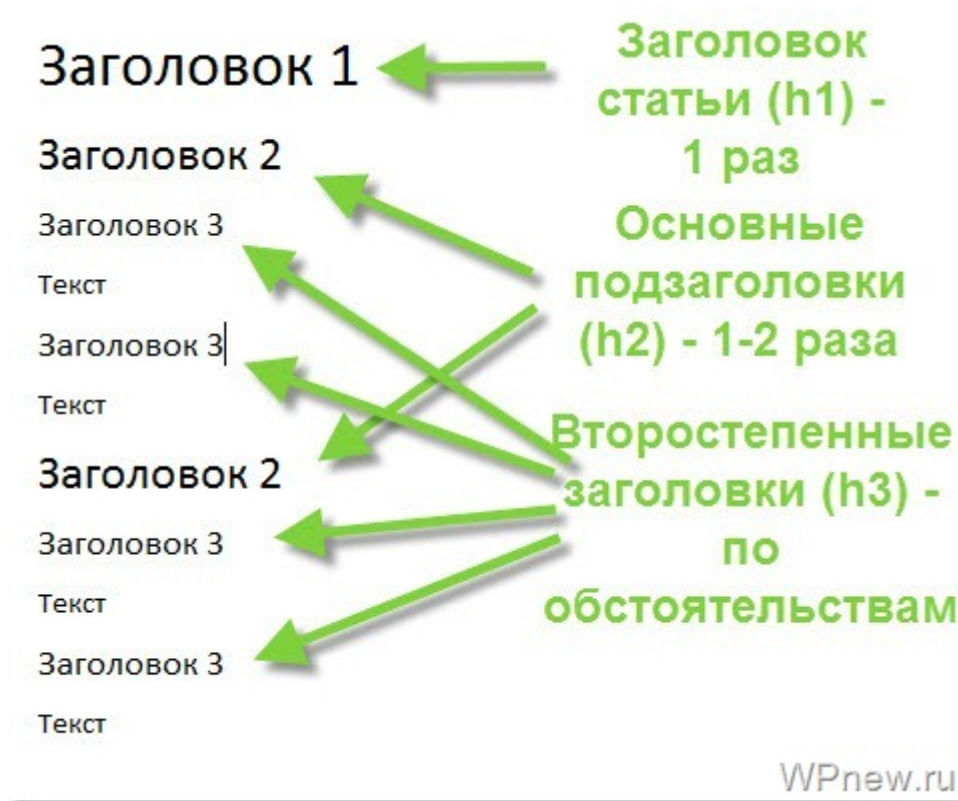 Заголовок 1
Заголовок 2
Заголовок 3
Текст
Заголовок 3
Текст
Заголовок 2
Заголовок 3
Текст
Заголовок 3
Текст
Заголовок
статьи (h1) -
1 раз
Основные
подзаголовки
(h2) - 1-2 раза
Второстепенные
заголовки (h3) -
по
обстоятельствам
WPnew.ru